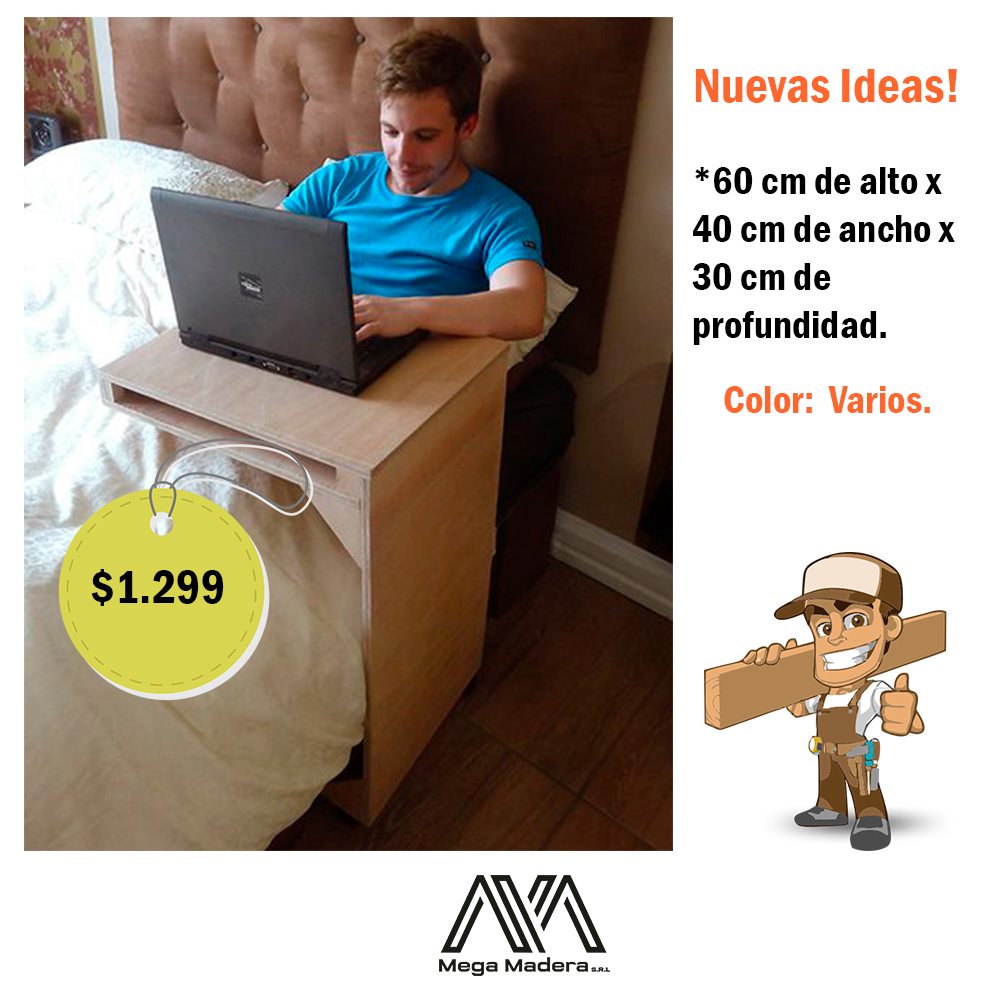 Nuevas Ideas!
*60 cm de alto x
40 cm de ancho x
30 cm de
profundidad.
Color: Varios.
$1.299
Mega Madera S.R.L